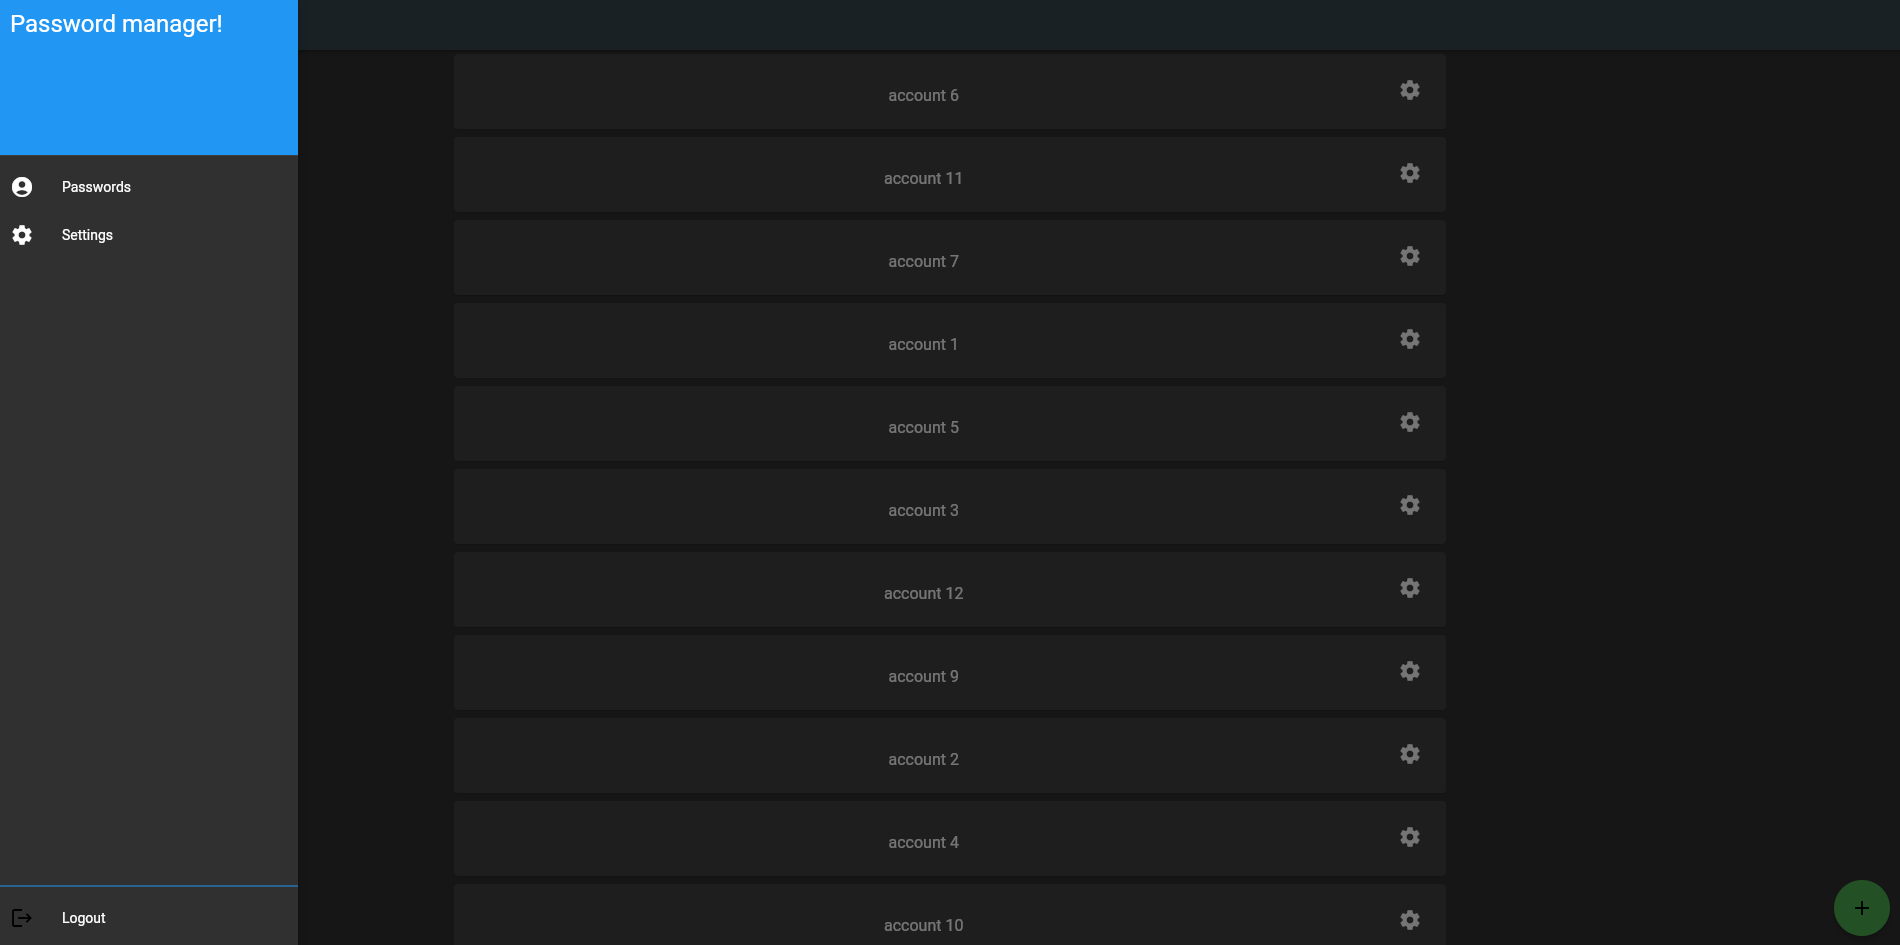 Password manager!
Passwords
Settings
Logout
account 6
account 11
account 7
account 1
account 5
account 3
account 12
account 9
account 2
account 4
account 10